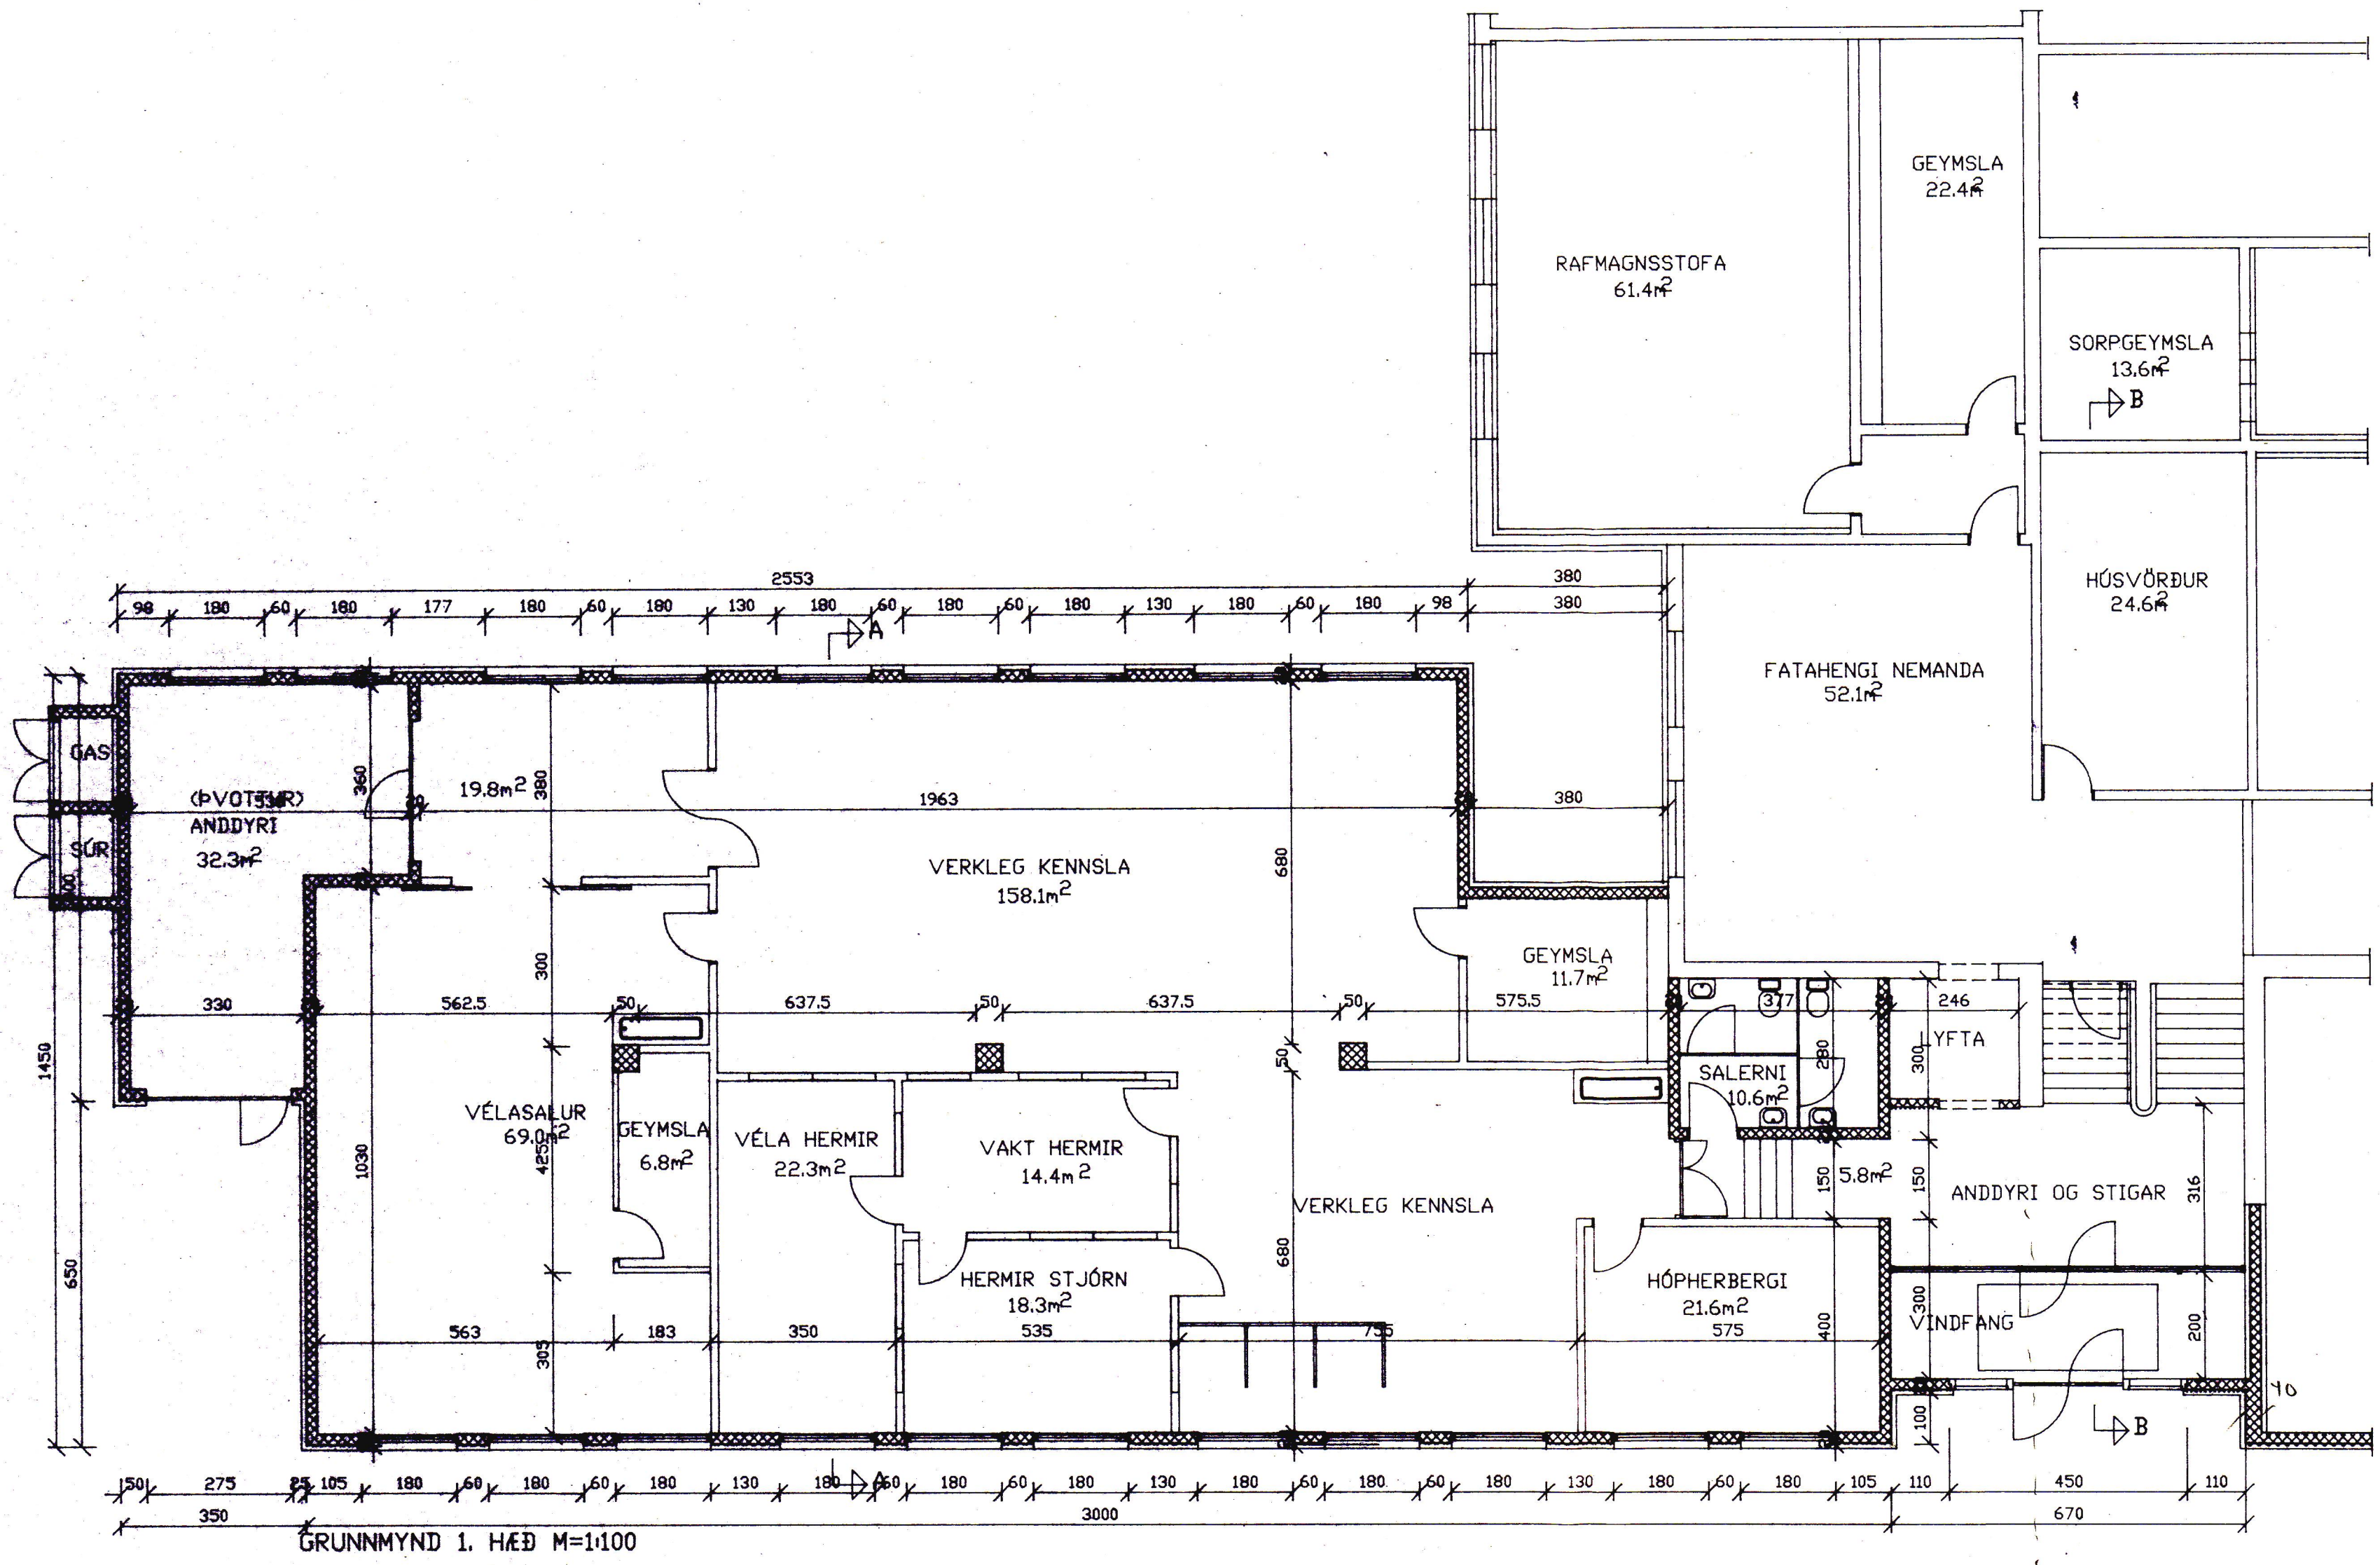 GEYMSLA
22.4m²
RAFMAGNSSTOFA
61.4m²
SORPGEYMSLA
13.6m²
B
HÚSVÖRÐUR
24.6m²
2553 380
98 180 60 180 177 180 60 180 130 180 60 180 60 180 130 180 60 180 98 380
A
FATAHENGI NEMANDA
52.1m²
GAS
360
380
19.8m²
(ÞVOTTUR)
ANDDYRI
32.3m²
SÚR
1963
380
VERKLEG KENNSLA
158.1m²
680
GEYMSLA
11.7m²
300
330 562.5 50 637.5 50 637.5 50 575.5 377 246
1450
LYFTA
300
280
50
SALERNI
10.6m²
VÉLASALUR
69.0m²
425
1030
GEYMSLA
6.8m²
VÉLA HERMIR
22.3m²
VAKT HERMIR
14.4m²
VERKLEG KENNSLA
150
5.8m²
150
ANDDYRI OG STIGAR
316
650
680
HERMIR STJÓRN
18.3m²
HÓPHERBERGI
21.6m²
300
VINDFANG
200
400
305
563 183 350 535 755 575
40
100
B
50 275 25 105 180 60 180 60 183 130 180 60 180 60 180 130 180 60 180 60 180 130 180 60 180 105 110 450 110
A
350 3000 670
GRUNNMYND 1. HÆÐ M=1:100